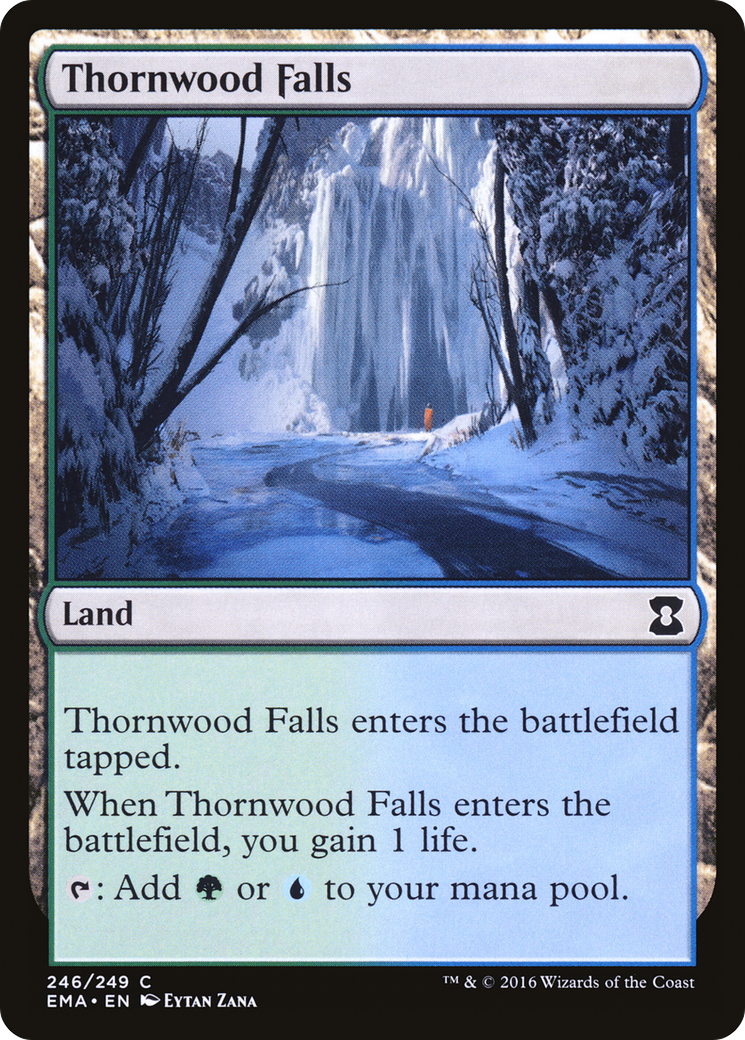 Thornwood Falls
Land
Thornwood Falls enters the battlefield
tapped.
When Thornwood Falls enters the
battlefield, you gain 1 life.
: Add or to your mana pool.
246/249 C
EMA • EN Eytan Zana
™ & © 2016 Wizards of the Coast